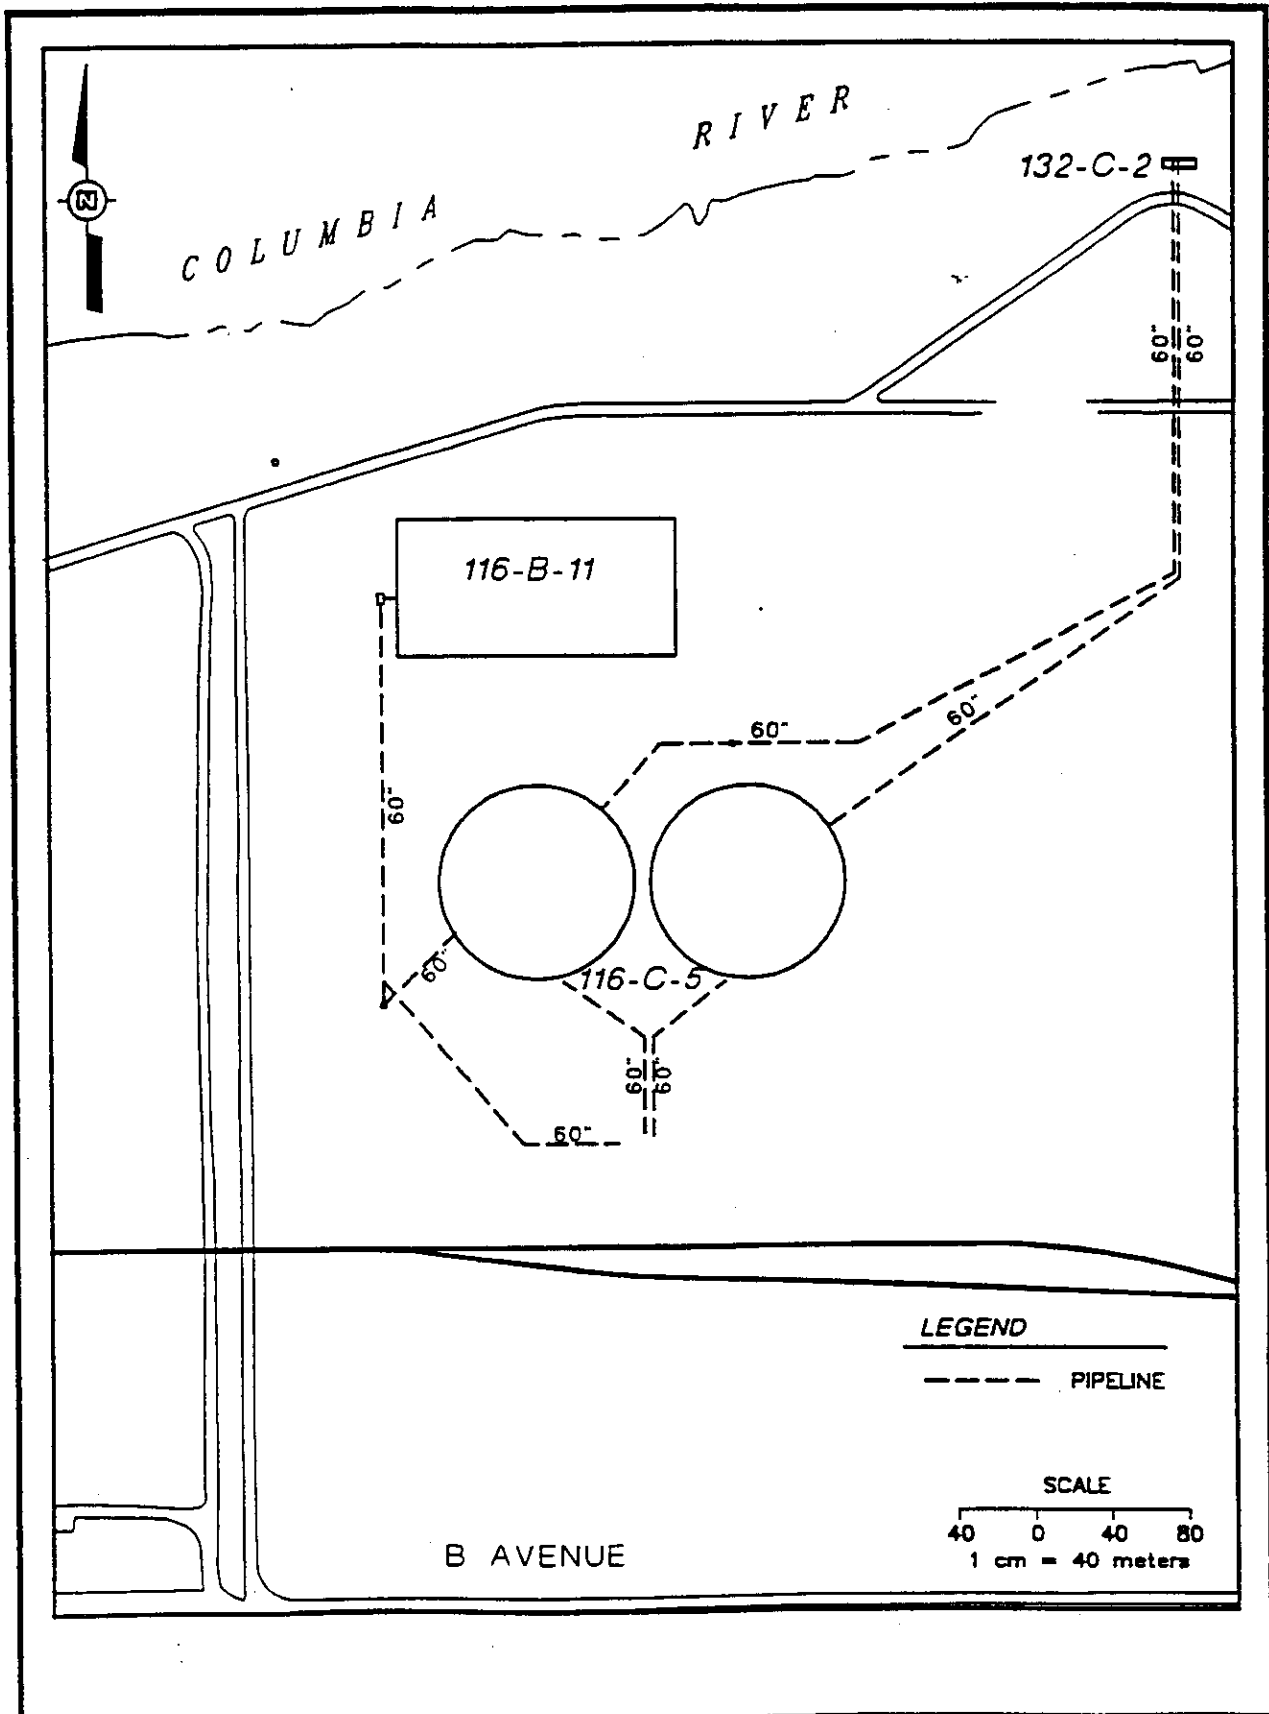 COLUMBIA RIVER
N
132-C-2
60"
60"
116-B-11
60"
60"
60"
60"
116-C-5
60"
60"
60"
LEGEND
PIPELINE
SCALE
40 0 40 80
1 cm = 40 meters
B AVENUE